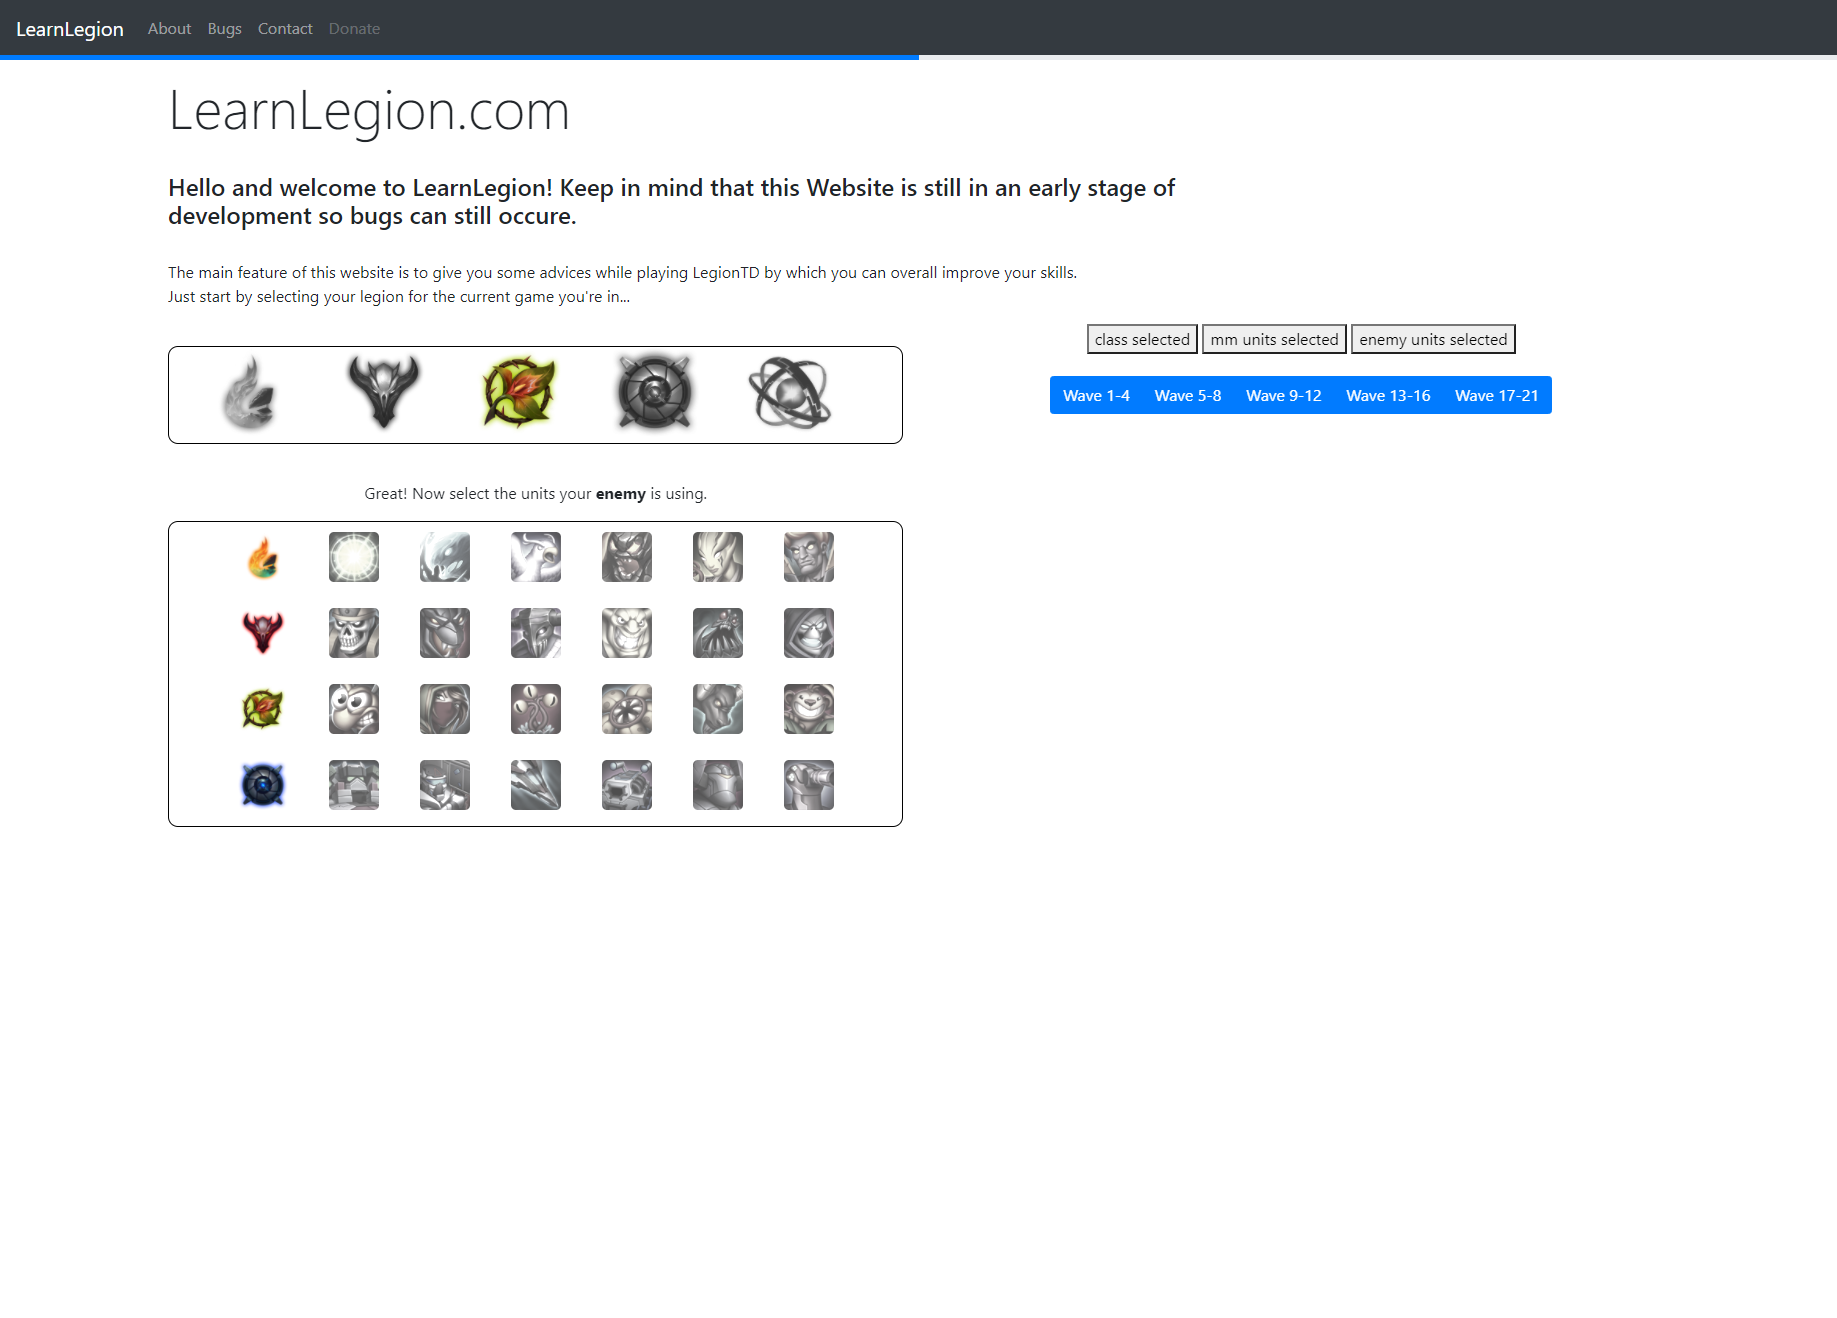 LearnLegion About Bugs Contact Donate
LearnLegion.com
Hello and welcome to LearnLegion! Keep in mind that this Website is still in an early stage of
development so bugs can still occure.
The main feature of this website is to give you some advices while playing LegionTD by which you can overall improve your skills.
Just start by selecting your legion for the current game you're in...
class selected mm units selected enemy units selected
Wave 1-4 Wave 5-8 Wave 9-12 Wave 13-16 Wave 17-21
Great! Now select the units your enemy is using.